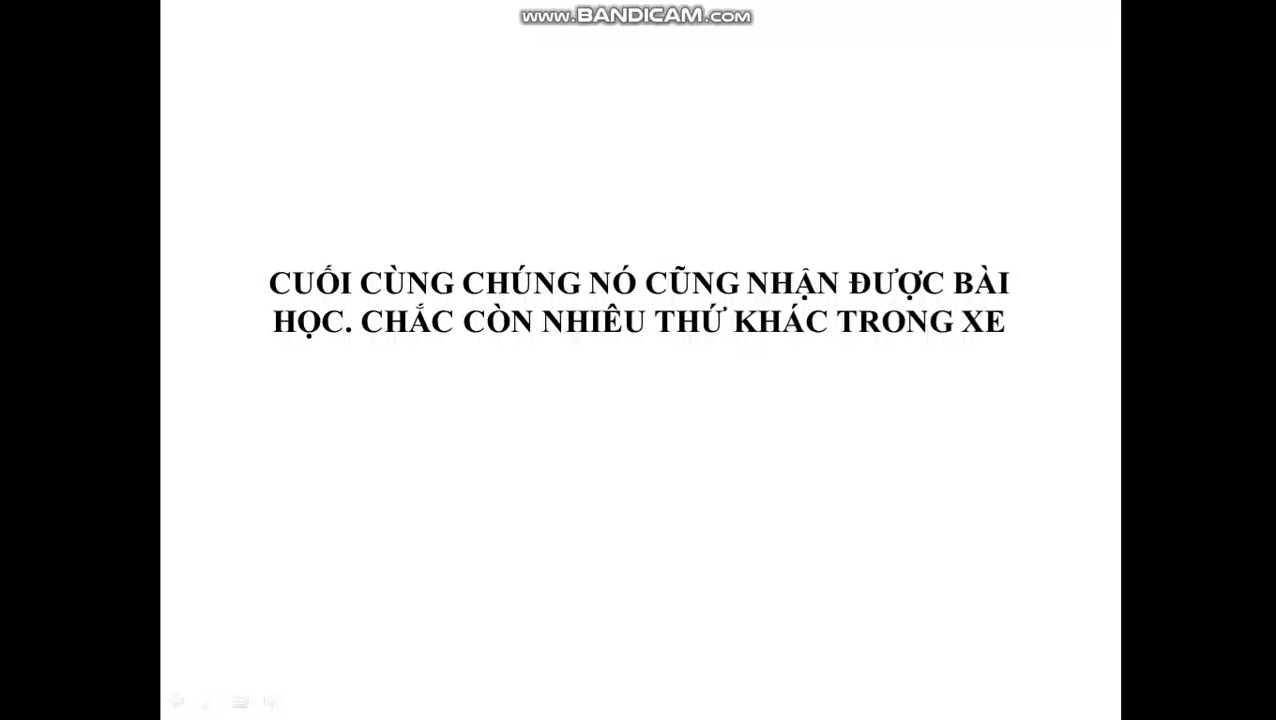 www.BANDICAM.com
CUỐI CÙNG CHÚNG NÓ CŨNG NHẬN ĐƯỢC BÀI
HỌC. CHẮC CÒN NHIÊU THỨ KHÁC TRONG XE